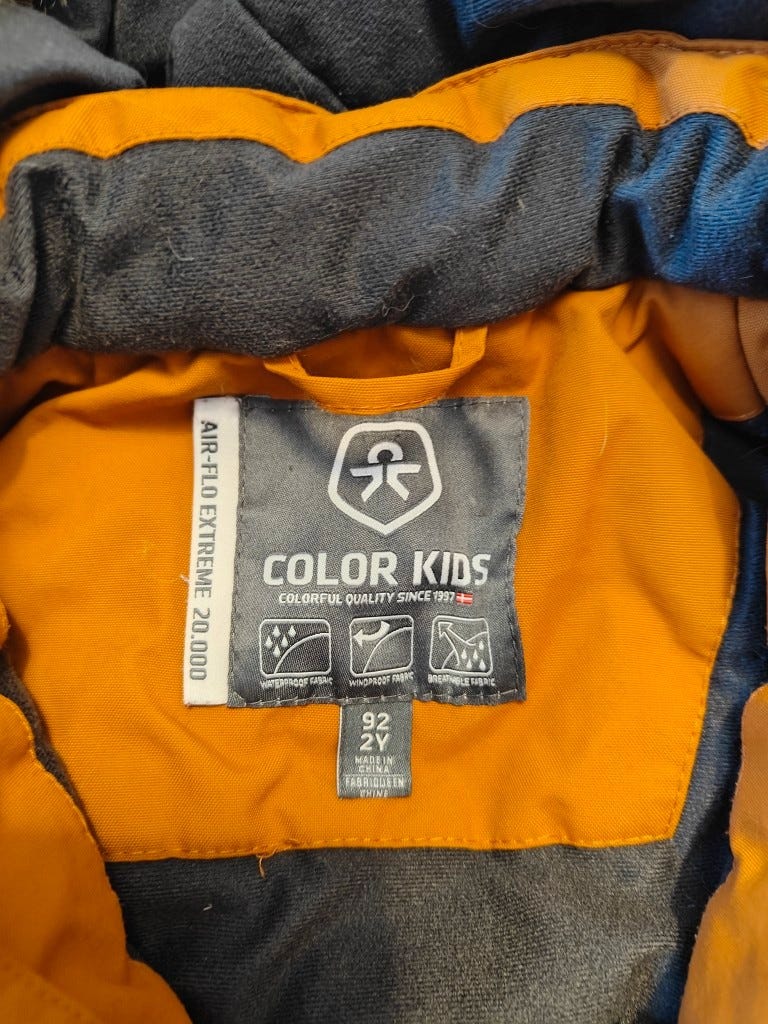 AIR-FLO EXTREME 20.000
COLOR KIDS
COLORFUL QUALITY SINCE 1997
WATERPROOF FABRIC
WINDPROOF FABRIC
BREATHABLE FABRIC
92
2Y
MADE IN
CHINA
FABRIQUÉ EN
CHINE